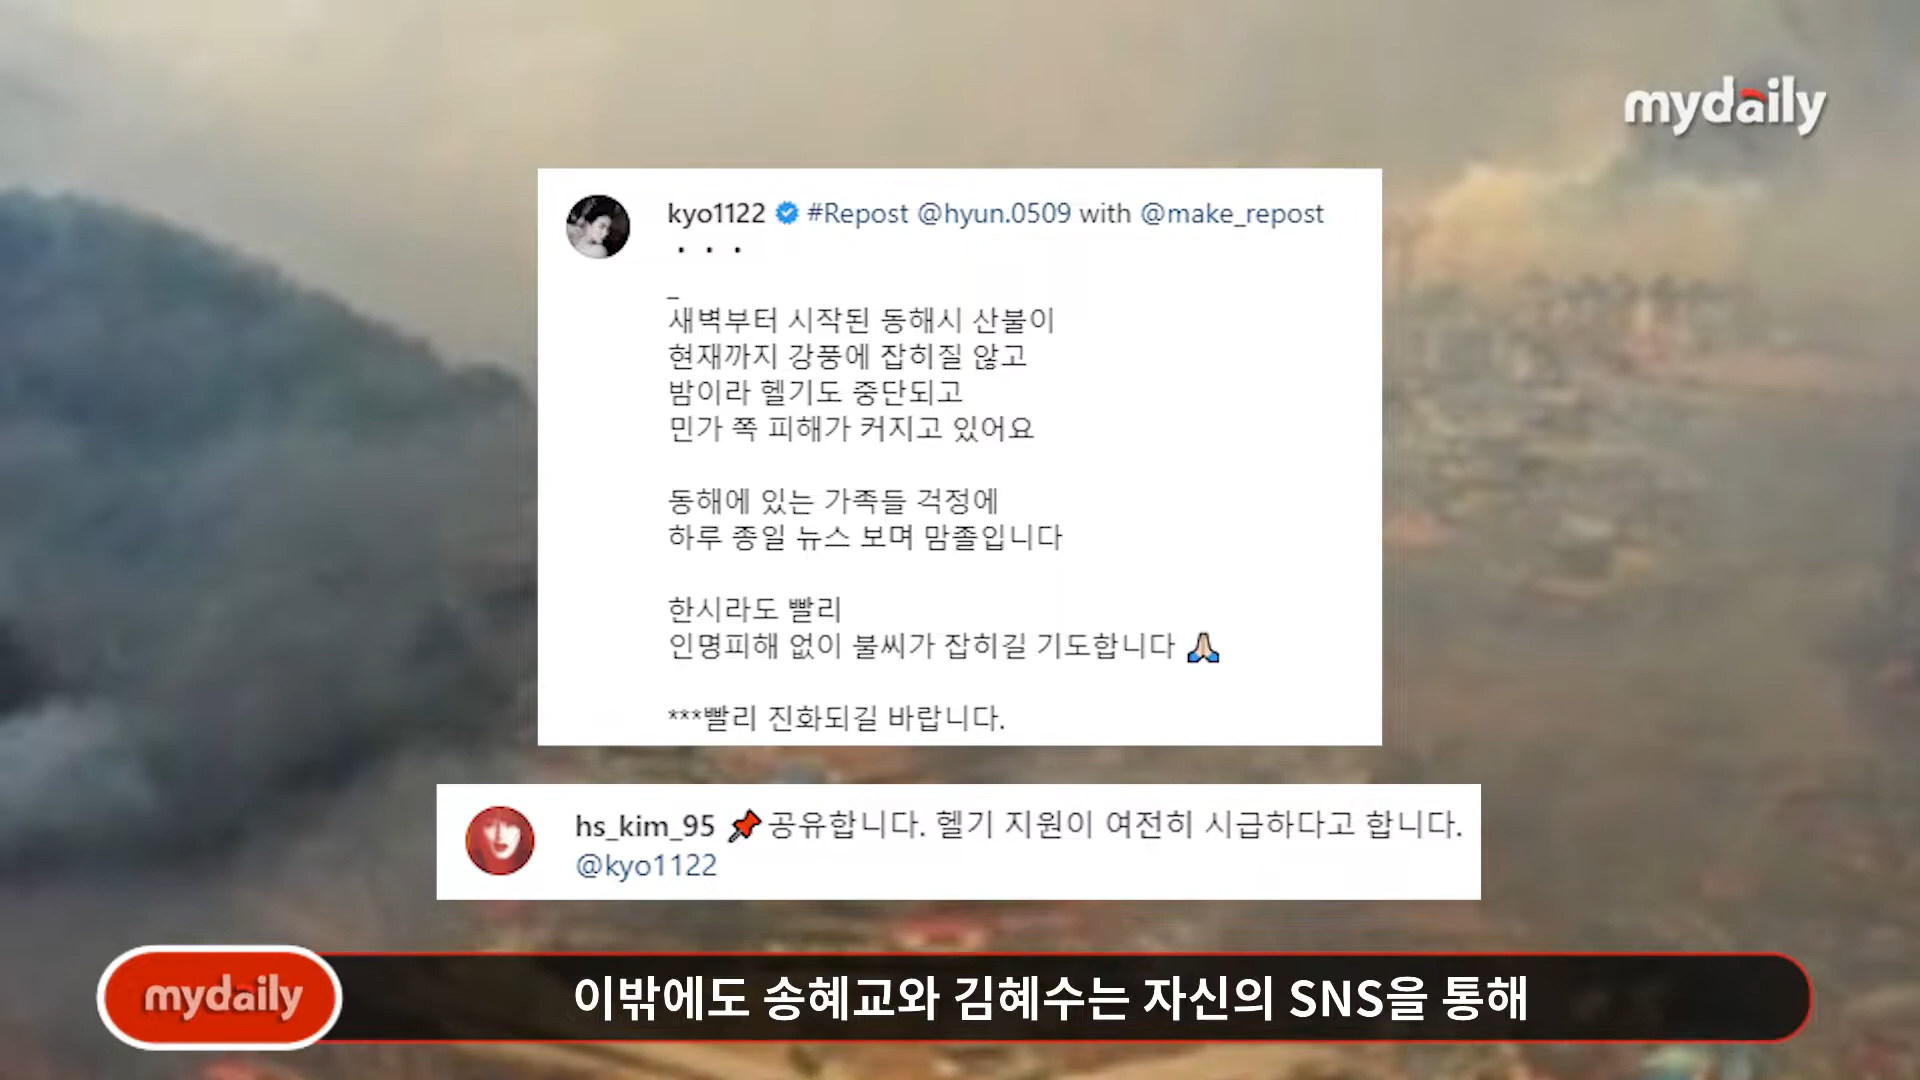 mydaily
kyo1122 #Repost @hyun.0509 with @make_repost
・・・
_
새벽부터 시작된 동해시 산불이
현재까지 강풍에 잡히질 않고
밤이라 헬기도 중단되고
민가 쪽 피해가 커지고 있어요
동해에 있는 가족들 걱정에
하루 종일 뉴스 보며 맘졸입니다
한시라도 빨리
인명피해 없이 불씨가 잡히길 기도합니다 🙏🏻
***빨리 진화되길 바랍니다.
hs_kim_95 📌공유합니다. 헬기 지원이 여전히 시급하다고 합니다.
@kyo1122
mydaily
이밖에도 송혜교와 김혜수는 자신의 SNS을 통해